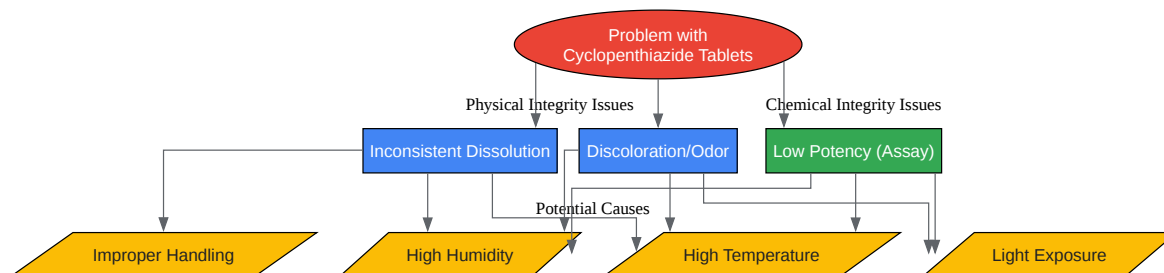 Problem with
Cyclopenthiazide Tablets
Physical Integrity Issues
Chemical Integrity Issues
Inconsistent Dissolution
Discoloration/Odor
Low Potency (Assay)
Potential Causes
Improper Handling
High Humidity
High Temperature
Light Exposure